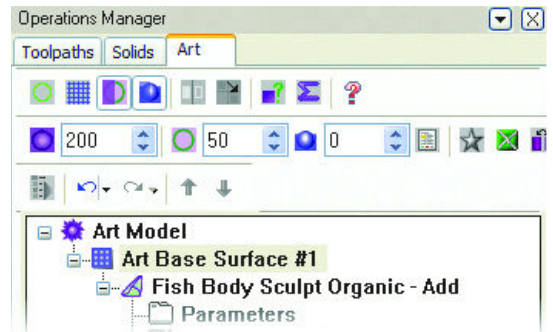 Operations Manager
Toolpaths Solids Art
200 50 0
Art Model
Art Base Surface #1
Fish Body Sculpt Organic - Add
Parameters